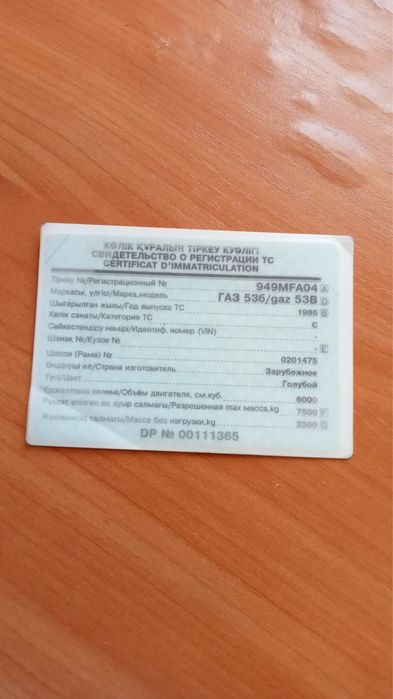 КӨЛІК ҚҰРАЛЫН ТІРКЕУ КУӘЛІГІ
СВИДЕТЕЛЬСТВО О РЕГИСТРАЦИИ ТС
CERTIFICAT D'IMMATRICULATION
Тіркеу №/Регистрационный № 949MFA04 A
Маркасы, үлгісі/Марка, модель ГАЗ 53б/gaz 53B D
Шығарылған жылы/Год выпуска ТС 1986 B
Көлік санаты/Категория ТС C
Сәйкестендіру нөмірі/Идентиф. номер (VIN) -
Шанақ №/Кузов № - E
Шасси (Рама) № 0201475
Өндіруші ел/Страна изготовитель Зарубежное
Түсі/Цвет Голубой
Қозғалтқыш көлемі/Объём двигателя, см.куб. 6000
Рұқсат етілген ең ауыр салмағы/Разрешенная max масса,kg 7500 F
Жүктемесіз салмағы/Масса без нагрузки,kg 3500 G
DP № 00111365